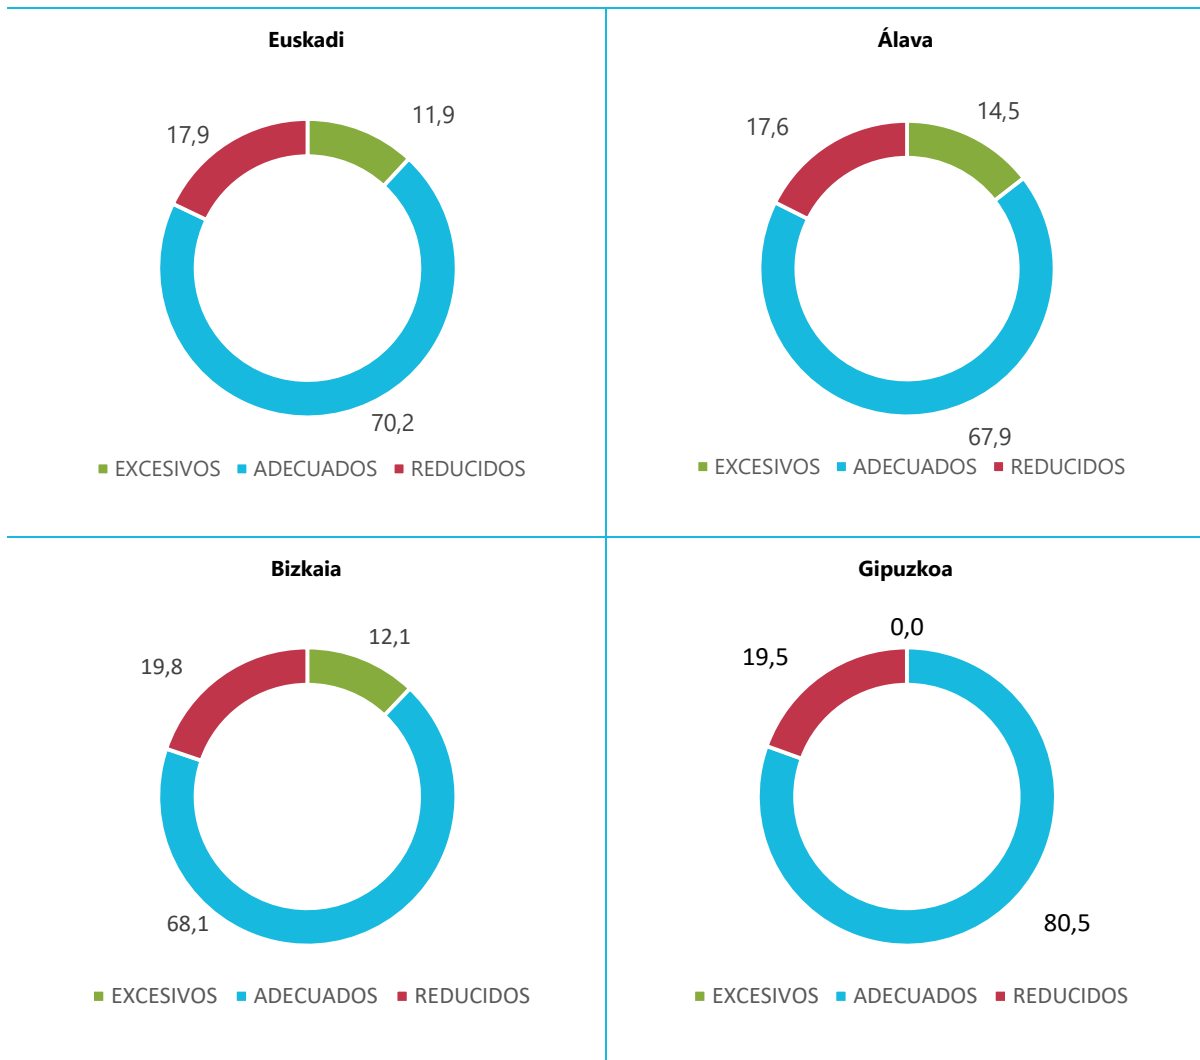 Euskadi
11,9
17,9
70,2
EXCESIVOS ADECUADOS REDUCIDOS
Álava
14,5
17,6
67,9
EXCESIVOS ADECUADOS REDUCIDOS
Bizkaia
12,1
19,8
68,1
EXCESIVOS ADECUADOS REDUCIDOS
Gipuzkoa
0,0
19,5
80,5
EXCESIVOS ADECUADOS REDUCIDOS